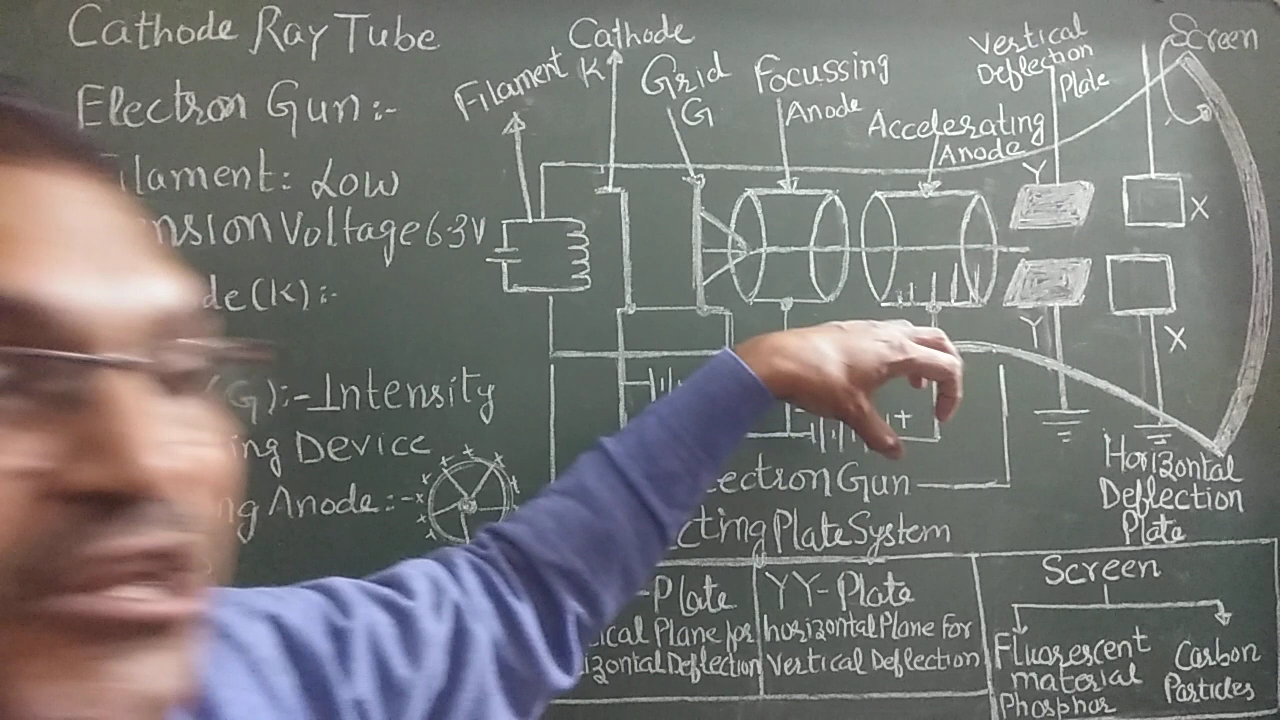 Cathode Ray Tube
Electron Gun:-
ilament: Low
nsion Voltage 6.3V
de(K):-
(G):- Intensity
ing Device
ng Anode:-
Filament
Cathode
K
Grid
G
Focussing
Anode
Accelerating
Anode
Vertical
Deflection
Plate
Screen
Y
X
Y
X
+
Horizontal
Deflection
Plate
ectron Gun
cting Plate System
-Plate
ical Plane for
izontal Deflection
YY-Plate
horizontal Plane for
Vertical Deflection
Screen
Fluorescent
material
Phosphor
Carbon
Particles